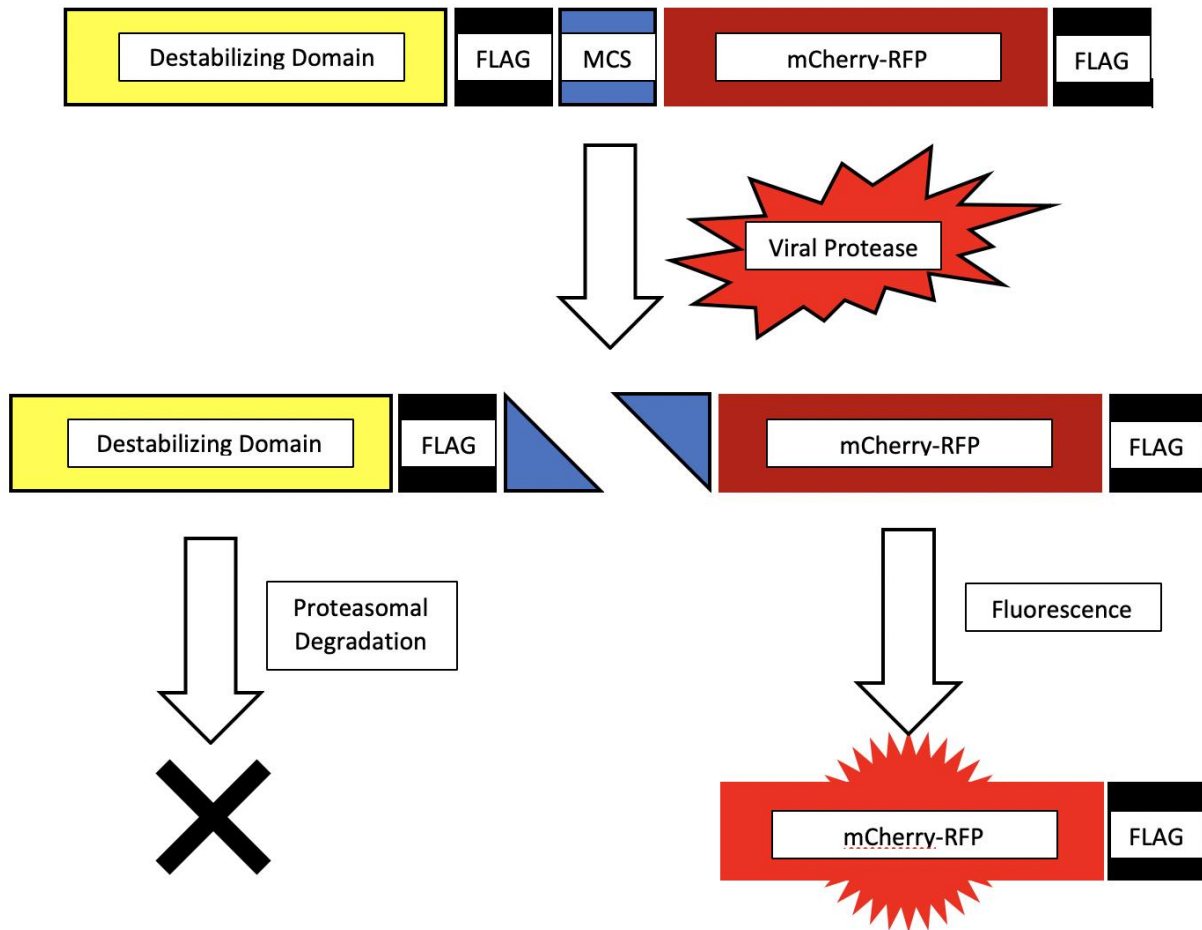 Destabilizing Domain
FLAG
MCS
mCherry-RFP
FLAG
Viral Protease
Destabilizing Domain
FLAG
mCherry-RFP
FLAG
Proteasomal
Degradation
Fluorescence
mCherry-RFP
FLAG